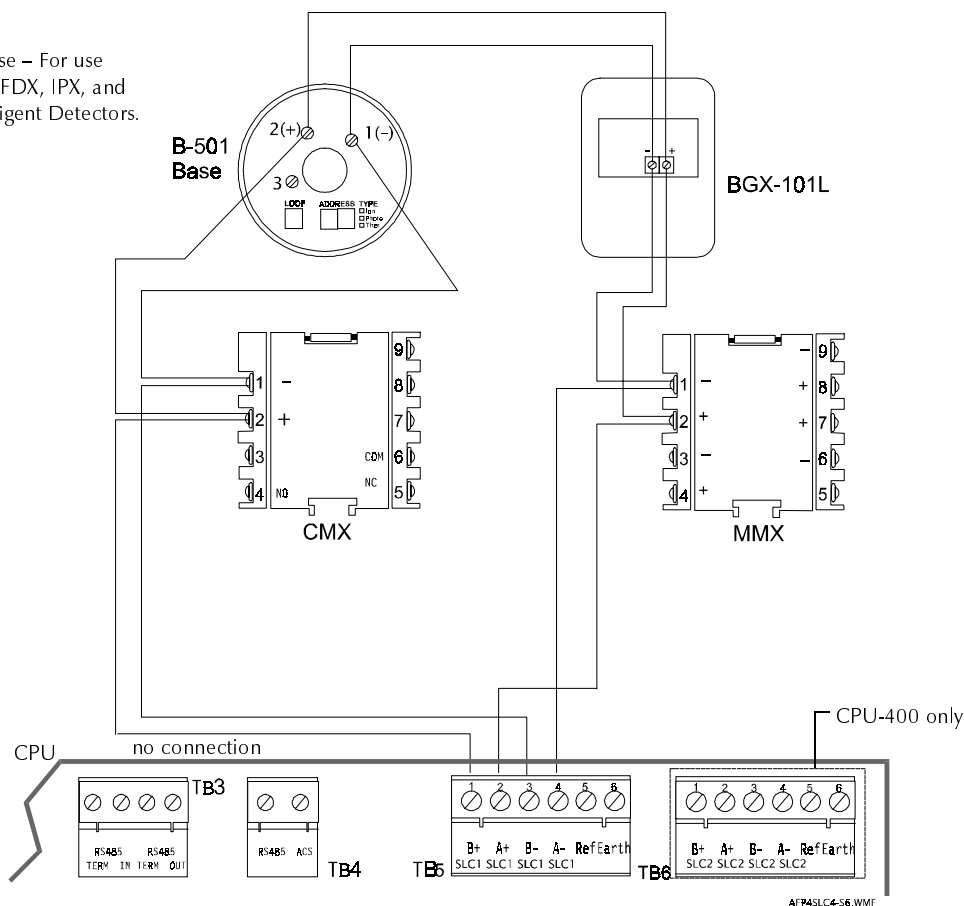 se – For use
FDX, IPX, and
igent Detectors.
2(+)
1(–)
B-501
Base
3
LOOP
ADDRESS
TYPE
Ion
Photo
Ther
- +
BGX-101L
1 –
2 +
3
4 NO
9
8
7
COM 6
NC 5
CMX
1 –
2 +
3 –
4 +
– 9
+ 8
+ 7
– 6
5
MMX
CPU-400 only
CPU
no connection
TB3
RS485 RS485
TERM IN TERM OUT
RS485 ACS
TB4
1 2 3 4 5 6
B+ A+ B- A- Ref Earth
SLC1 SLC1 SLC1 SLC1
TB5
1 2 3 4 5 6
B+ A+ B- A- Ref Earth
SLC2 SLC2 SLC2 SLC2
TB6
AFP4SLC4-S6.WMF